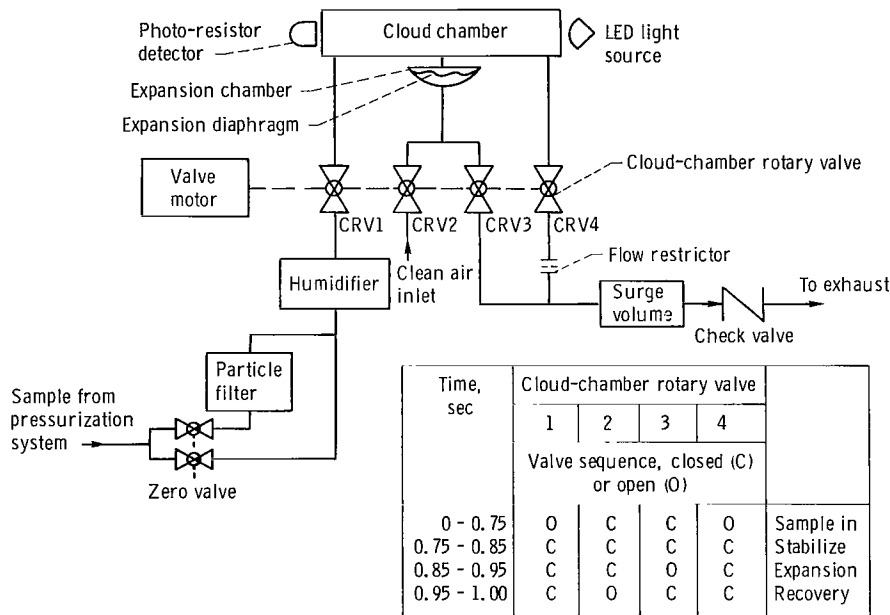 Photo-resistor
detector
Cloud chamber
LED light
source
Expansion chamber
Expansion diaphragm
Valve
motor
Cloud-chamber rotary valve
CRV1
CRV2
CRV3
CRV4
Humidifier
Clean air
inlet
Flow restrictor
Surge
volume
To exhaust
Check valve
Particle
filter
Sample from
pressurization
system
Zero valve
Time,
sec
Cloud-chamber rotary valve
1 2 3 4
Valve sequence, closed (C)
or open (O)
0 - 0.75 O C C O Sample in
0.75 - 0.85 C C C C Stabilize
0.85 - 0.95 C C O C Expansion
0.95 - 1.00 C O C C Recovery